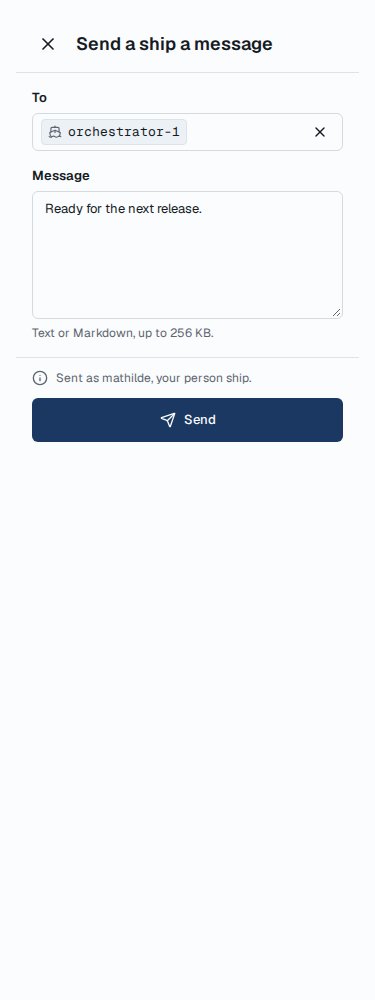 Send a ship a message
To
orchestrator-1
Message
Ready for the next release.
Text or Markdown, up to 256 KB.
Sent as mathilde, your person ship.
Send